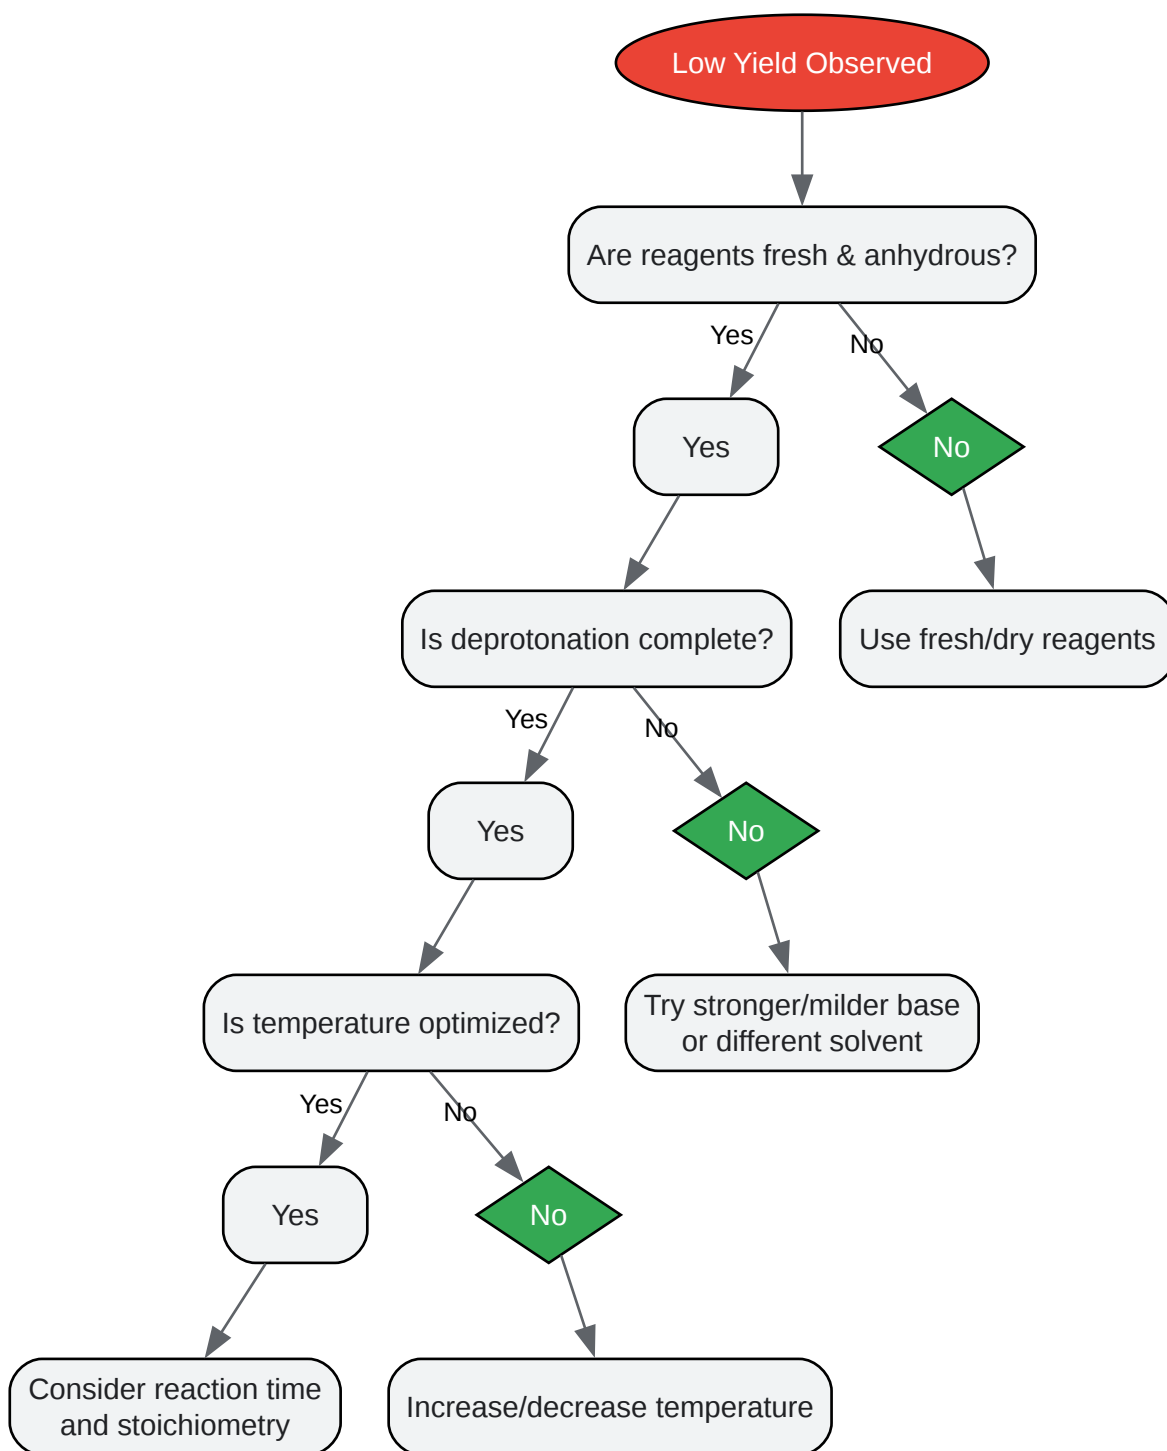 Low Yield Observed
Are reagents fresh & anhydrous?
Yes
No
Yes
No
Is deprotonation complete?
Use fresh/dry reagents
Yes
No
Yes
No
Is temperature optimized?
Try stronger/milder base
or different solvent
Yes
No
Yes
No
Consider reaction time
and stoichiometry
Increase/decrease temperature